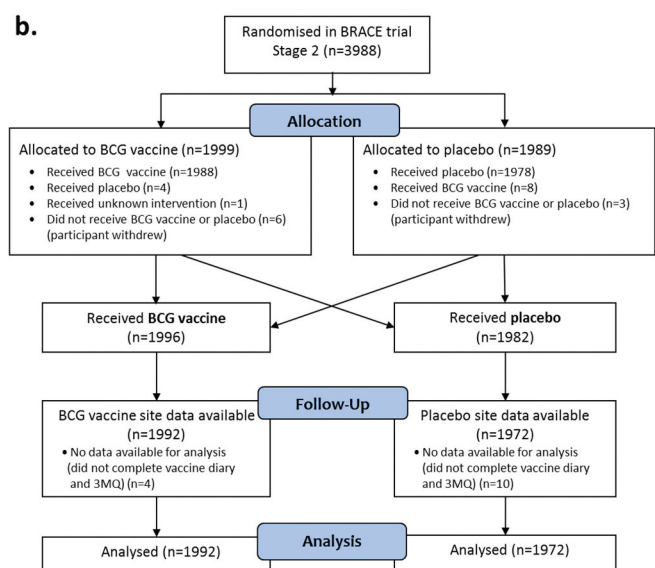 b.
Randomised in BRACE trial
Stage 2 (n=3988)
Allocation
Allocated to BCG vaccine (n=1999)
• Received BCG vaccine (n=1988)
• Received placebo (n=4)
• Received unknown intervention (n=1)
• Did not receive BCG vaccine or placebo (n=6)
(participant withdrew)
Allocated to placebo (n=1989)
• Received placebo (n=1978)
• Received BCG vaccine (n=8)
• Did not receive BCG vaccine or placebo (n=3)
(participant withdrew)
Received BCG vaccine
(n=1996)
Received placebo
(n=1982)
Follow-Up
BCG vaccine site data available
(n=1992)
• No data available for analysis
(did not complete vaccine diary
and 3MQ) (n=4)
Placebo site data available
(n=1972)
• No data available for analysis
(did not complete vaccine diary
and 3MQ) (n=10)
Analysis
Analysed (n=1992)
Analysed (n=1972)